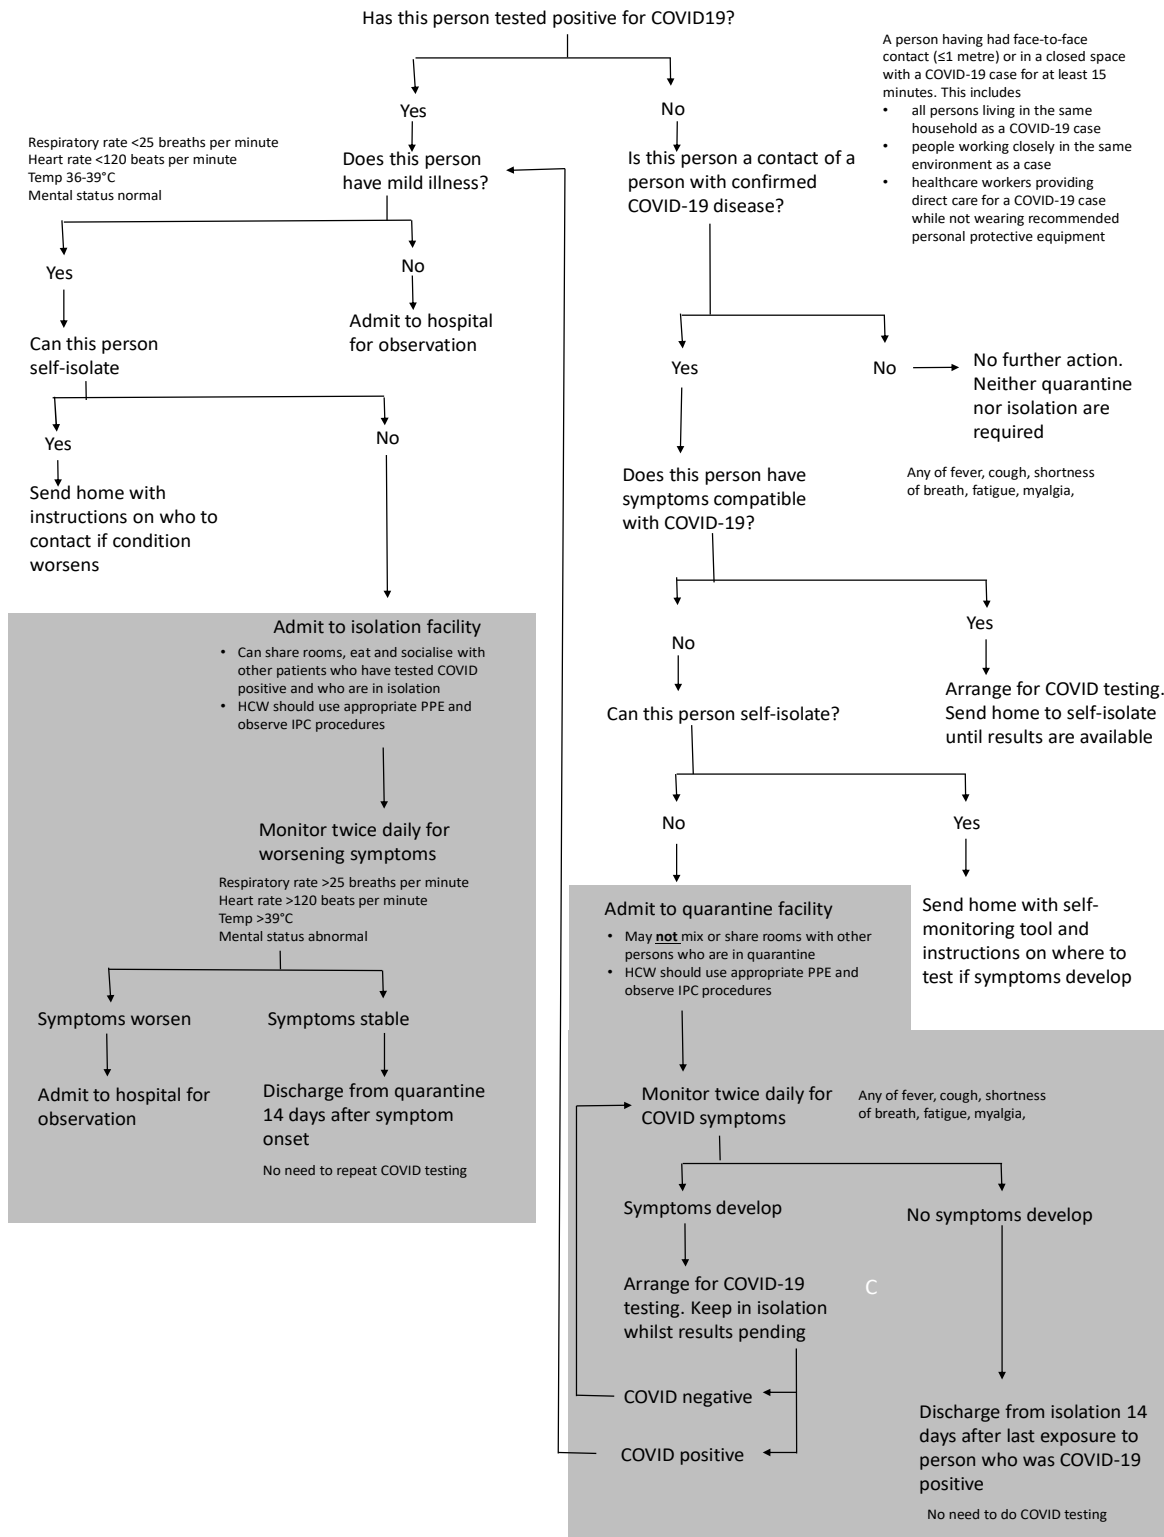 Has this person tested positive for COVID19?
A person having had face-to-face
contact (≤1 metre) or in a closed space
with a COVID-19 case for at least 15
minutes. This includes
• all persons living in the same
household as a COVID-19 case
• people working closely in the same
environment as a case
• healthcare workers providing
direct care for a COVID-19 case
while not wearing recommended
personal protective equipment
Yes
No
Respiratory rate <25 breaths per minute
Heart rate <120 beats per minute
Temp 36-39°C
Mental status normal
Does this person
have mild illness?
Is this person a contact of a
person with confirmed
COVID-19 disease?
Yes
No
Can this person
self-isolate
Admit to hospital
for observation
Yes
No
No further action.
Neither quarantine
nor isolation are
required
Yes
No
Send home with
instructions on who to
contact if condition
worsens
Does this person have
symptoms compatible
with COVID-19?
Any of fever, cough, shortness
of breath, fatigue, myalgia,
No
Yes
Admit to isolation facility
• Can share rooms, eat and socialise with
other patients who have tested COVID
positive and who are in isolation
• HCW should use appropriate PPE and
observe IPC procedures
Can this person self-isolate?
Arrange for COVID testing.
Send home to self-isolate
until results are available
No
Yes
Monitor twice daily for
worsening symptoms
Respiratory rate >25 breaths per minute
Heart rate >120 beats per minute
Temp >39°C
Mental status abnormal
Admit to quarantine facility
• May not mix or share rooms with other
persons who are in quarantine
• HCW should use appropriate PPE and
observe IPC procedures
Send home with self-
monitoring tool and
instructions on where to
test if symptoms develop
Symptoms worsen
Symptoms stable
Admit to hospital for
observation
Discharge from quarantine
14 days after symptom
onset
No need to repeat COVID testing
Monitor twice daily for
COVID symptoms
Any of fever, cough, shortness
of breath, fatigue, myalgia,
Symptoms develop
No symptoms develop
Arrange for COVID-19
testing. Keep in isolation
whilst results pending
C
COVID negative
COVID positive
Discharge from isolation 14
days after last exposure to
person who was COVID-19
positive
No need to do COVID testing